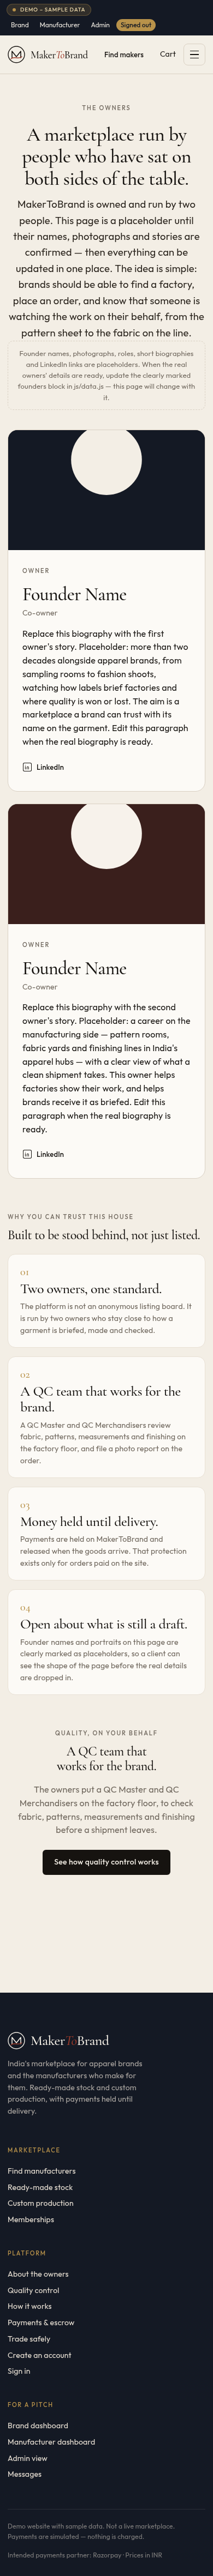 DEMO – SAMPLE DATA
Brand Manufacturer Admin Signed out
MakerToBrand Find makers Cart
THE OWNERS
A marketplace run by
people who have sat on
both sides of the table.
MakerToBrand is owned and run by two
people. This page is a placeholder until
their names, photographs and stories are
confirmed — then everything can be
updated in one place. The idea is simple:
brands should be able to find a factory,
place an order, and know that someone is
watching the work on their behalf, from the
pattern sheet to the fabric on the line.
Founder names, photographs, roles, short biographies
and LinkedIn links are placeholders. When the real
owners' details are ready, update the clearly marked
founders block in js/data.js — this page will change with
it.
OWNER
Founder Name
Co-owner
Replace this biography with the first
owner's story. Placeholder: more than two
decades alongside apparel brands, from
sampling rooms to fashion shoots,
watching how labels brief factories and
where quality is won or lost. The aim is a
marketplace a brand can trust with its
name on the garment. Edit this paragraph
when the real biography is ready.
LinkedIn
OWNER
Founder Name
Co-owner
Replace this biography with the second
owner's story. Placeholder: a career on the
manufacturing side — pattern rooms,
fabric yards and finishing lines in India's
apparel hubs — with a clear view of what a
clean shipment takes. This owner helps
factories show their work, and helps
brands receive it as briefed. Edit this
paragraph when the real biography is
ready.
LinkedIn
WHY YOU CAN TRUST THIS HOUSE
Built to be stood behind, not just listed.
01
Two owners, one standard.
The platform is not an anonymous listing board. It
is run by two owners who stay close to how a
garment is briefed, made and checked.
02
A QC team that works for the
brand.
A QC Master and QC Merchandisers review
fabric, patterns, measurements and finishing on
the factory floor, and file a photo report on the
order.
03
Money held until delivery.
Payments are held on MakerToBrand and
released when the goods arrive. That protection
exists only for orders paid on the site.
04
Open about what is still a draft.
Founder names and portraits on this page are
clearly marked as placeholders, so a client can
see the shape of the page before the real details
are dropped in.
QUALITY, ON YOUR BEHALF
A QC team that
works for the brand.
The owners put a QC Master and QC
Merchandisers on the factory floor, to check
fabric, patterns, measurements and finishing
before a shipment leaves.
See how quality control works
MakerToBrand
India's marketplace for apparel brands
and the manufacturers who make for
them. Ready-made stock and custom
production, with payments held until
delivery.
MARKETPLACE
Find manufacturers
Ready-made stock
Custom production
Memberships
PLATFORM
About the owners
Quality control
How it works
Payments & escrow
Trade safely
Create an account
Sign in
FOR A PITCH
Brand dashboard
Manufacturer dashboard
Admin view
Messages
Demo website with sample data. Not a live marketplace.
Payments are simulated — nothing is charged.
Intended payments partner: Razorpay · Prices in INR